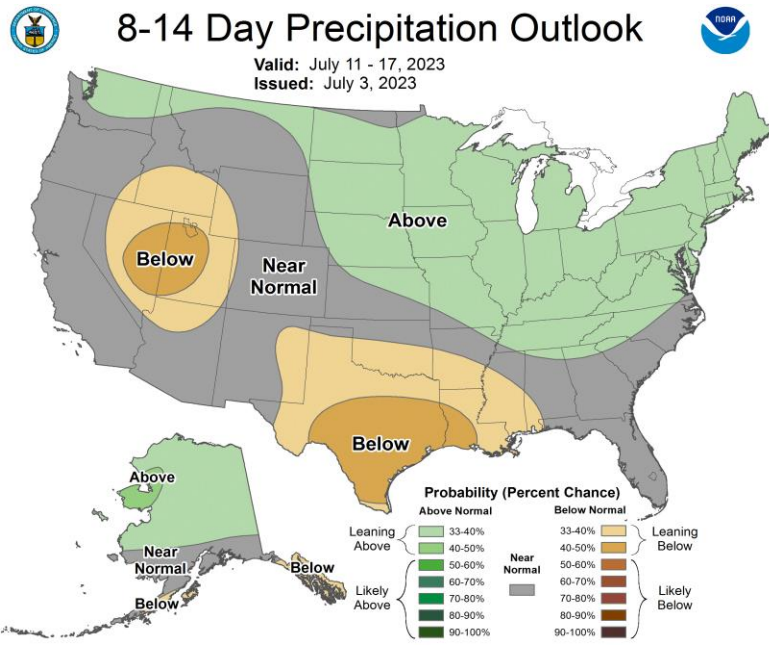 8-14 Day Precipitation Outlook
NOAA
Valid: July 11 - 17, 2023
Issued: July 3, 2023
Above
Below
Near
Normal
Below
Above
Near
Normal
Below
Below
Probability (Percent Chance)
Above Normal
Below Normal
Leaning
Above
33-40%
40-50%
50-60%
60-70%
70-80%
80-90%
90-100%
Likely
Above
Near
Normal
33-40%
40-50%
50-60%
60-70%
70-80%
80-90%
90-100%
Leaning
Below
Likely
Below